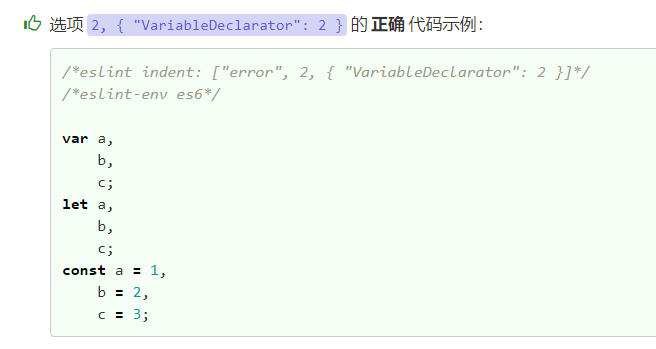 选项 2, { "VariableDeclarator": 2 } 的 正确 代码示例：
/*eslint indent: ["error", 2, { "VariableDeclarator": 2 }]*/
/*eslint-env es6*/
var a,
    b,
    c;
let a,
    b,
    c;
const a = 1,
    b = 2,
    c = 3;